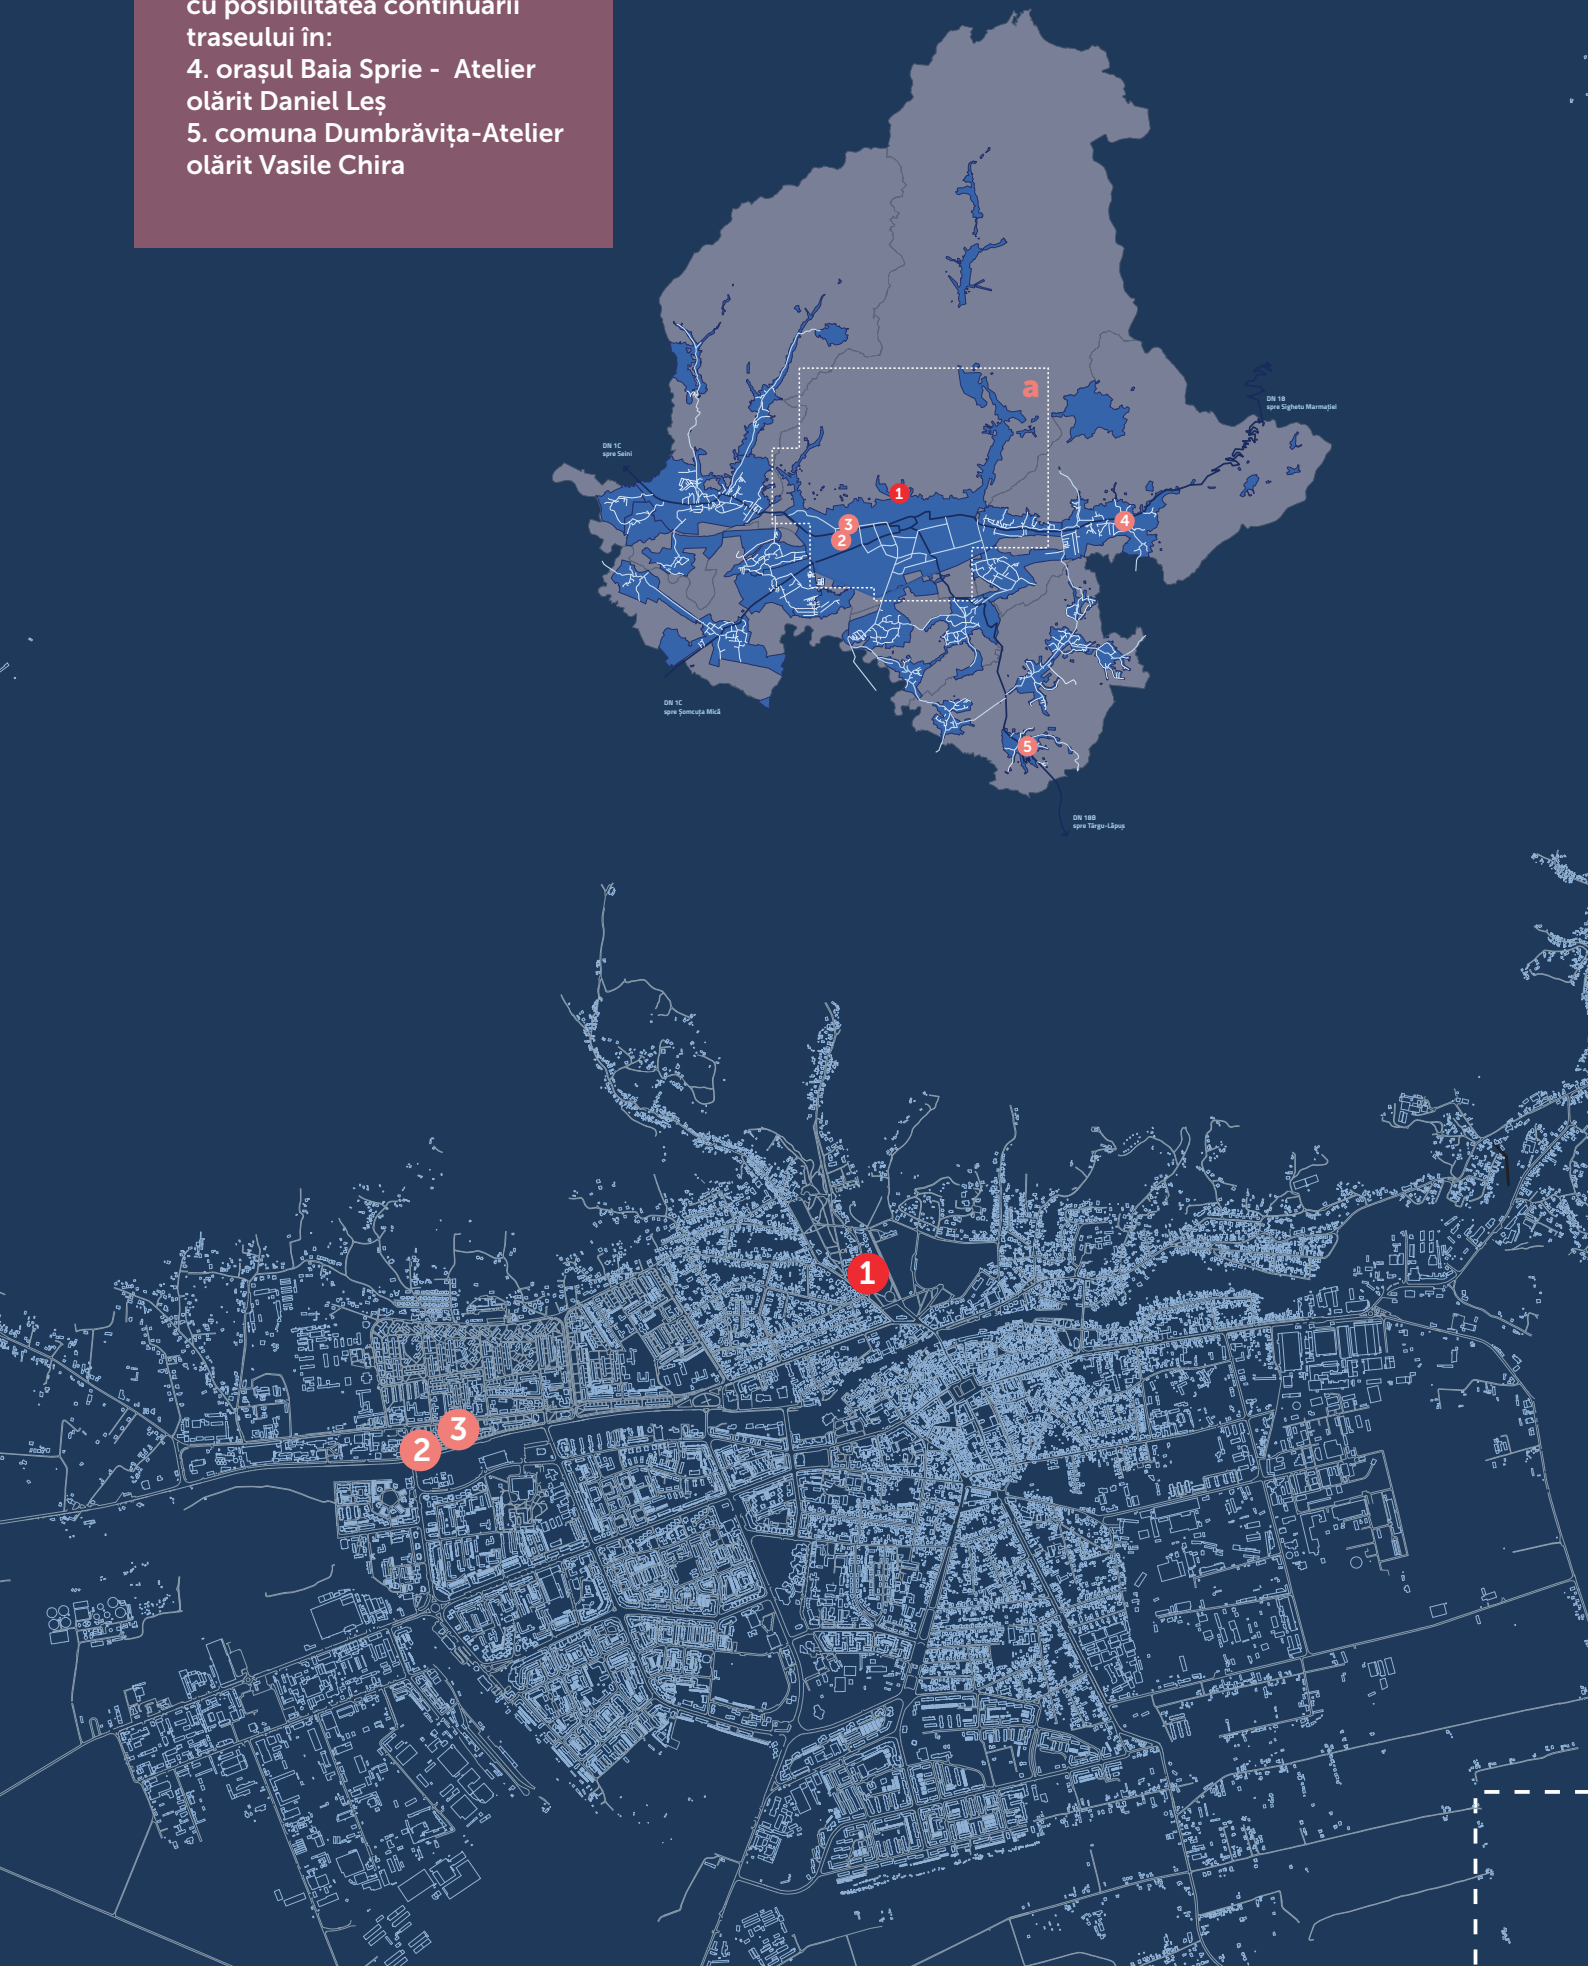 cu posibilitatea continuării
traseului în:
4. orașul Baia Sprie - Atelier
olărit Daniel Leș
5. comuna Dumbrăvița-Atelier
olărit Vasile Chira
a
DN 18
spre Sighetu Marmației
DN 1C
spre Seini
1
3
4
2
DN 1C
spre Șomcuța Mică
5
DN 18B
spre Târgu-Lăpuș
1
3
2